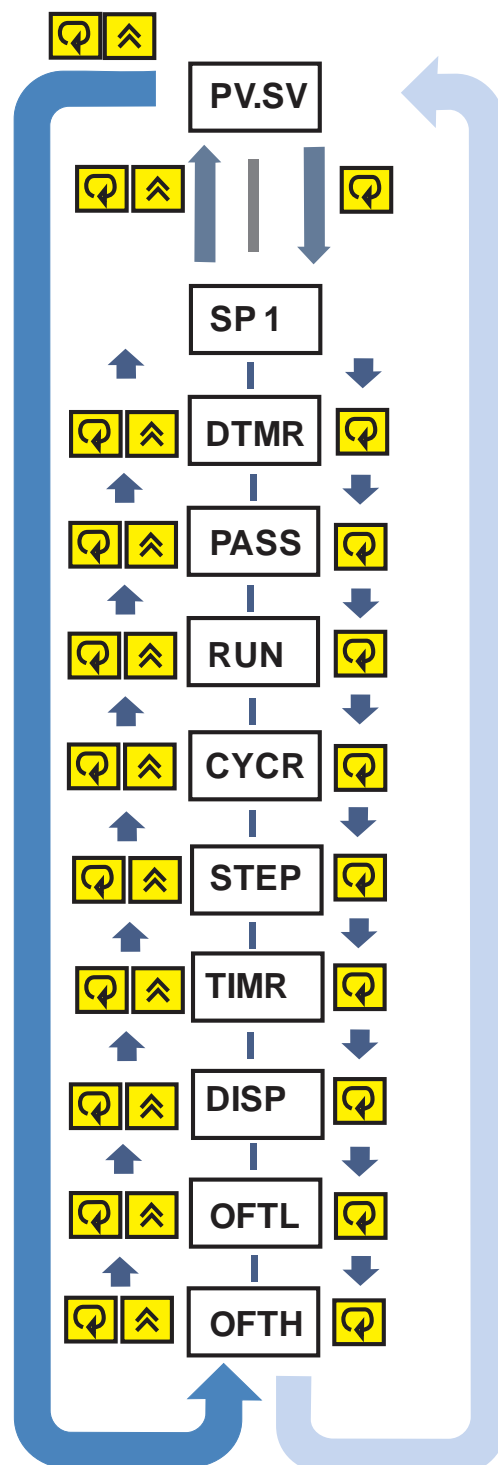 PV.SV
SP 1
DTMR
PASS
RUN
CYCR
STEP
TIMR
DISP
OFTL
OFTH